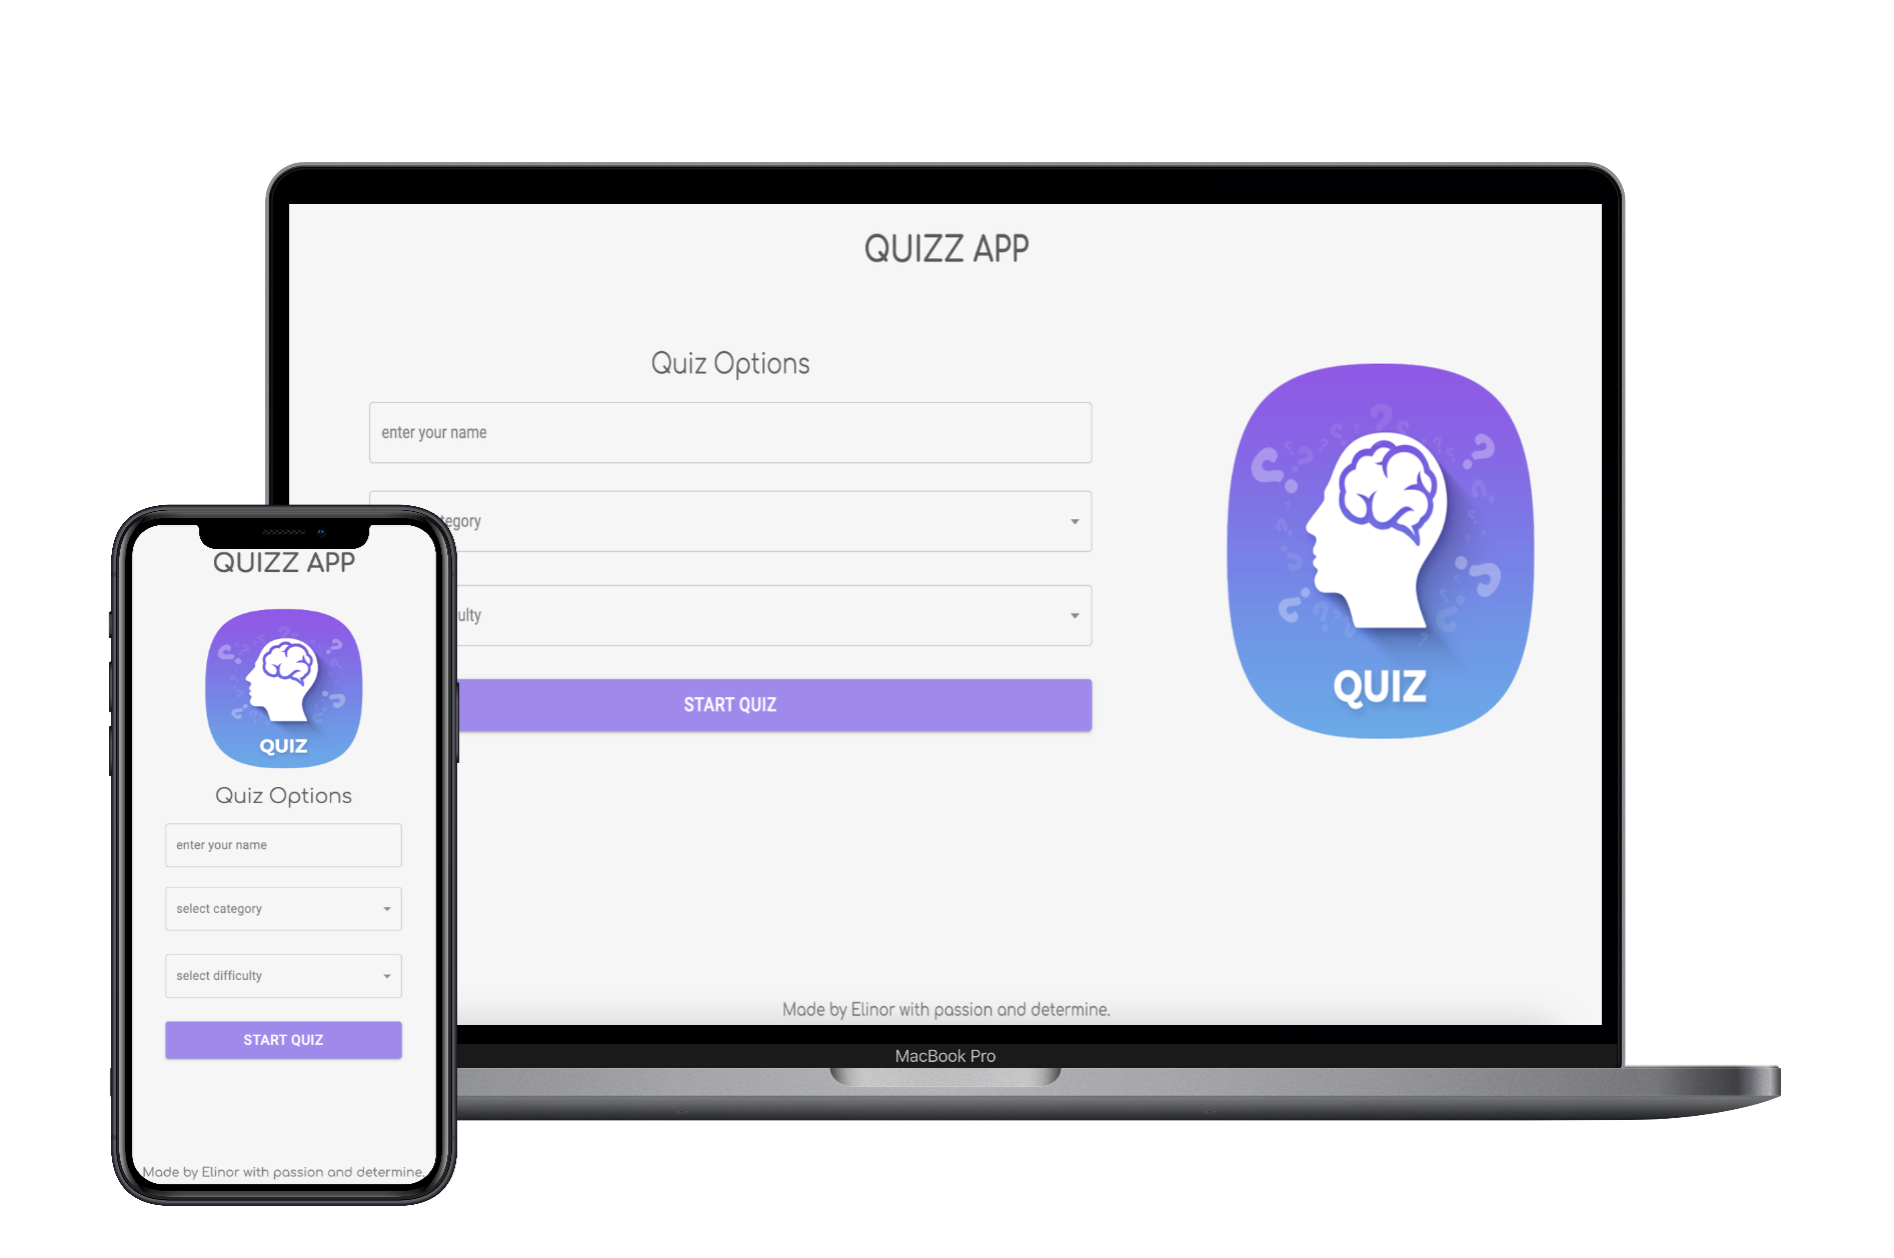 QUIZZ APP
Quiz Options
enter your name
tegory
ulty
START QUIZ
QUIZ
Made by Elinor with passion and determine.
MacBook Pro
QUIZZ APP
QUIZ
Quiz Options
enter your name
select category
select difficulty
START QUIZ
Made by Elinor with passion and determine.